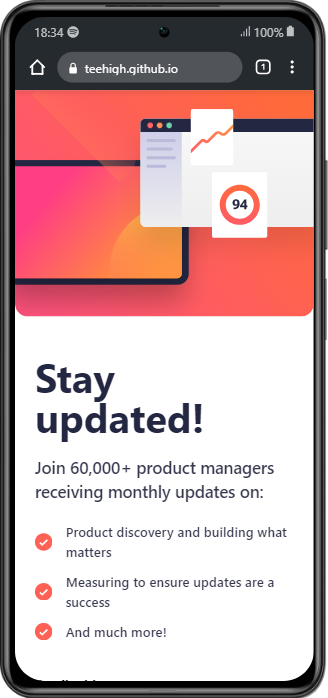 18:34 100%
teehigh.github.io 1
94
Stay
updated!
Join 60,000+ product managers
receiving monthly updates on:
Product discovery and building what
matters
Measuring to ensure updates are a
success
And much more!